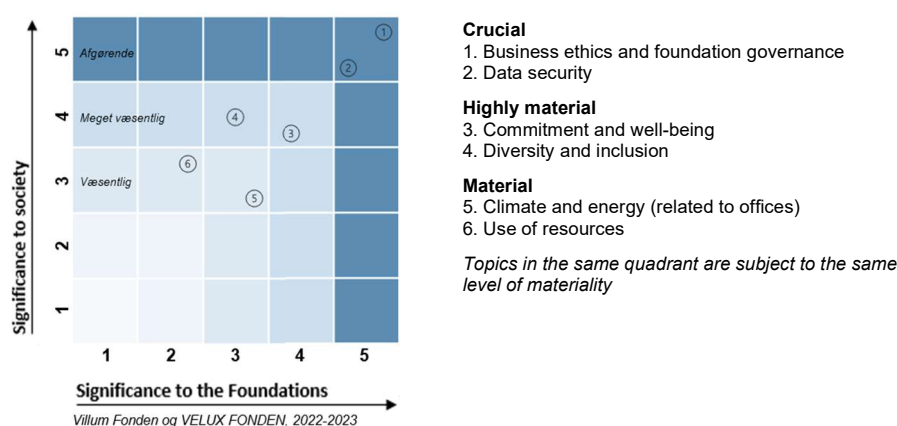 Significance to society
5
4
3
2
1
Afgørende
Meget væsentlig
Væsentlig
1
2
4
3
6
5
1 2 3 4 5
Significance to the Foundations
Villum Fonden og VELUX FONDEN, 2022-2023
Crucial
1. Business ethics and foundation governance
2. Data security
Highly material
3. Commitment and well-being
4. Diversity and inclusion
Material
5. Climate and energy (related to offices)
6. Use of resources
Topics in the same quadrant are subject to the same
level of materiality